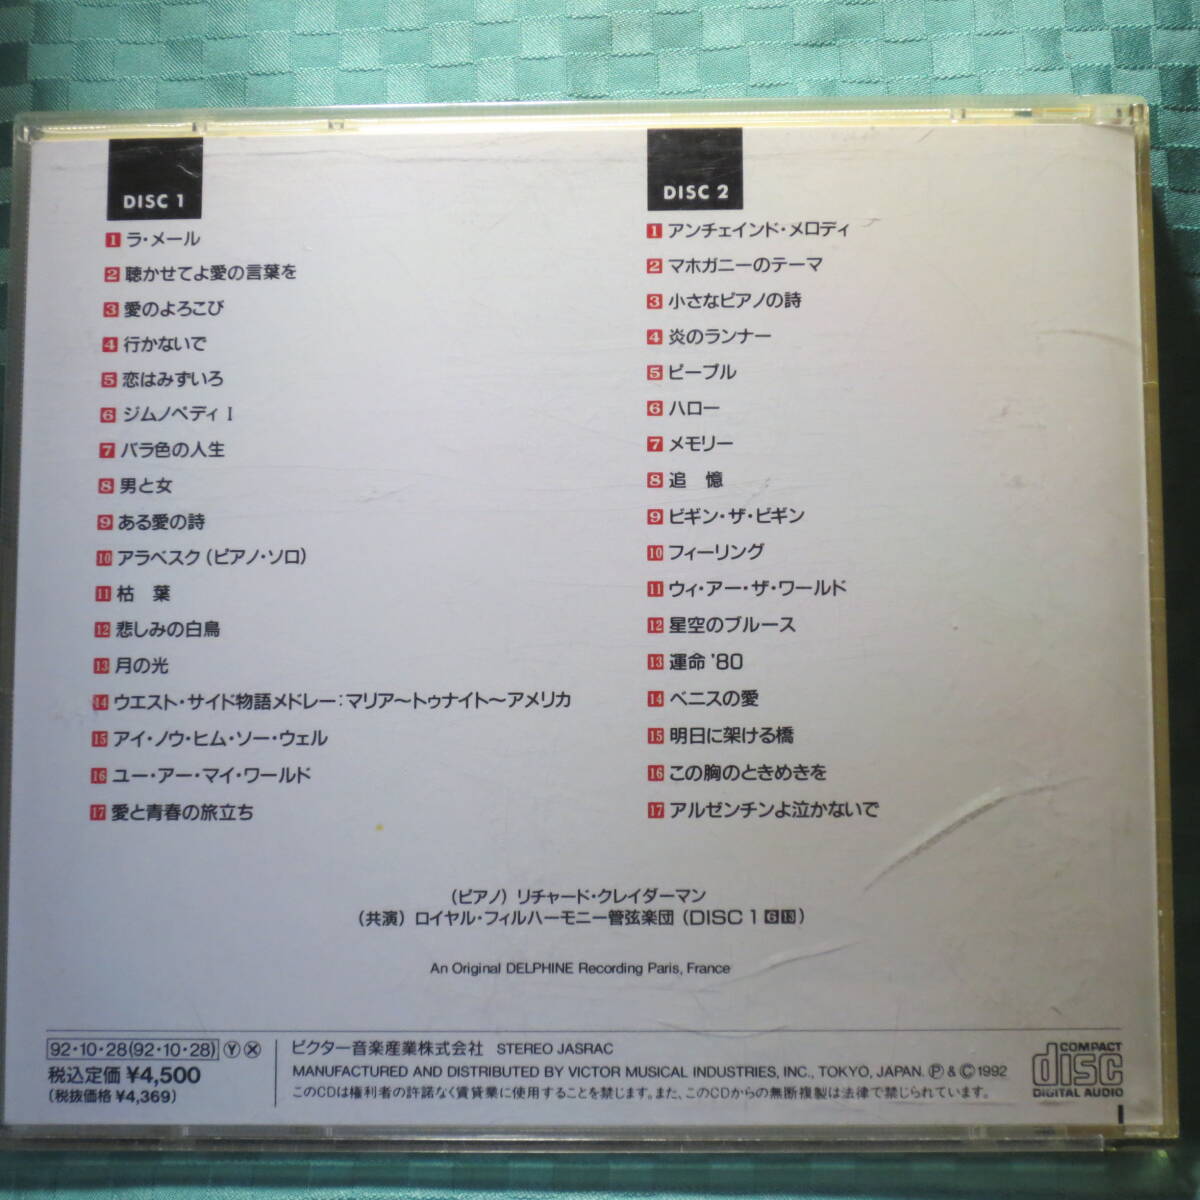 DISC 1
1 ラ・メール
2 聴かせてよ愛の言葉を
3 愛のよろこび
4 行かないで
5 恋はみずいろ
6 ジムノペディ I
7 バラ色の人生
8 男と女
9 ある愛の詩
10 アラベスク(ピアノ・ソロ)
11 枯　葉
12 悲しみの白鳥
13 月の光
14 ウエスト・サイド物語メドレー:マリア〜トゥナイト〜アメリカ
15 アイ・ノウ・ヒム・ソー・ウェル
16 ユー・アー・マイ・ワールド
17 愛と青春の旅立ち
DISC 2
1 アンチェインド・メロディ
2 マホガニーのテーマ
3 小さなピアノの詩
4 炎のランナー
5 ピープル
6 ハロー
7 メモリー
8 追　憶
9 ビギン・ザ・ビギン
10 フィーリング
11 ウィ・アー・ザ・ワールド
12 星空のブルース
13 運命 '80
14 ベニスの愛
15 明日に架ける橋
16 この胸のときめきを
17 アルゼンチンよ泣かないで
(ピアノ) リチャード・クレイダーマン
(共演) ロイヤル・フィルハーモニー管弦楽団 (DISC 1 6 13)
An Original DELPHINE Recording Paris, France
92・10・28(92・10・28) Ⓨ Ⓧ
税込定価 ¥4,500
(税抜価格 ¥4,369)
ビクター音楽産業株式会社 STEREO JASRAC
MANUFACTURED AND DISTRIBUTED BY VICTOR MUSICAL INDUSTRIES, INC., TOKYO, JAPAN. Ⓟ & Ⓒ 1992
このCDは権利者の許諾なく賃貸業に使用することを禁じます。また、このCDからの無断複製は法律で禁じられています。
COMPACT
disc
DIGITAL AUDIO